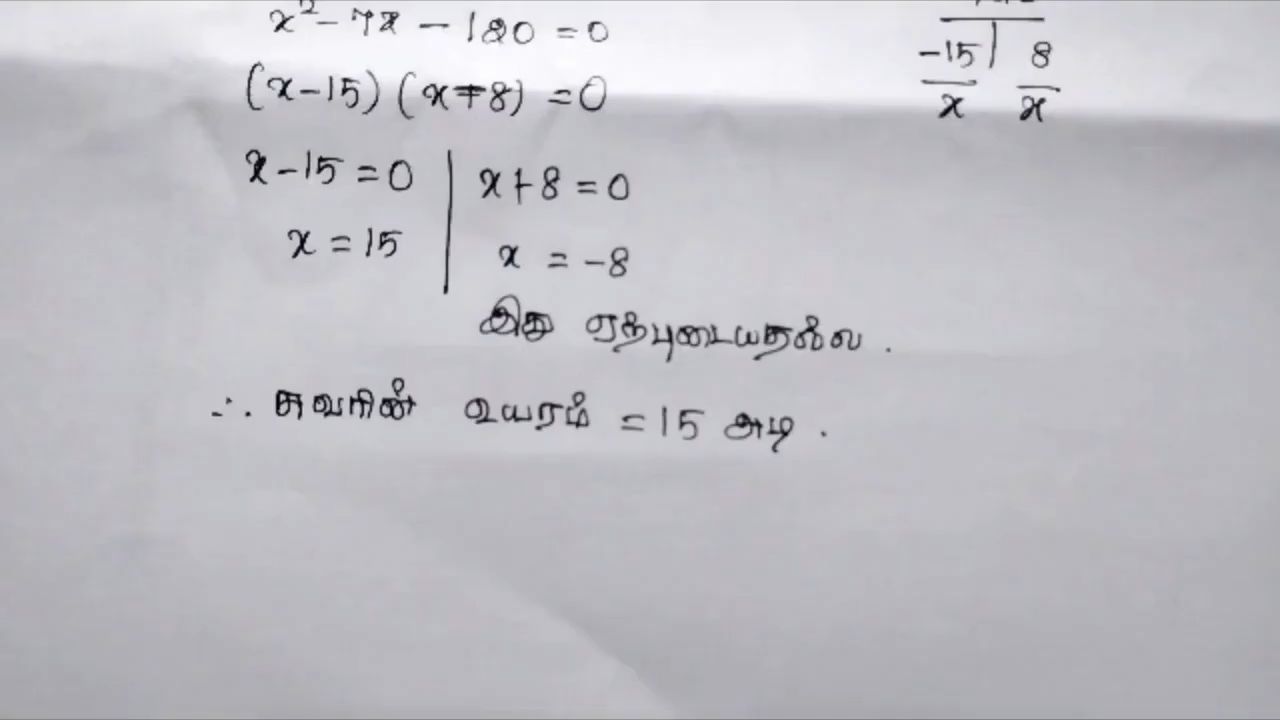 x² - 7x - 120 = 0
(x-15) (x+8) = 0
-15 | 8
x x
x - 15 = 0 | x + 8 = 0
x = 15 | x = -8
இது ஏற்புடையதல்ல .
∴ சுவரின் உயரம் = 15 அடி .